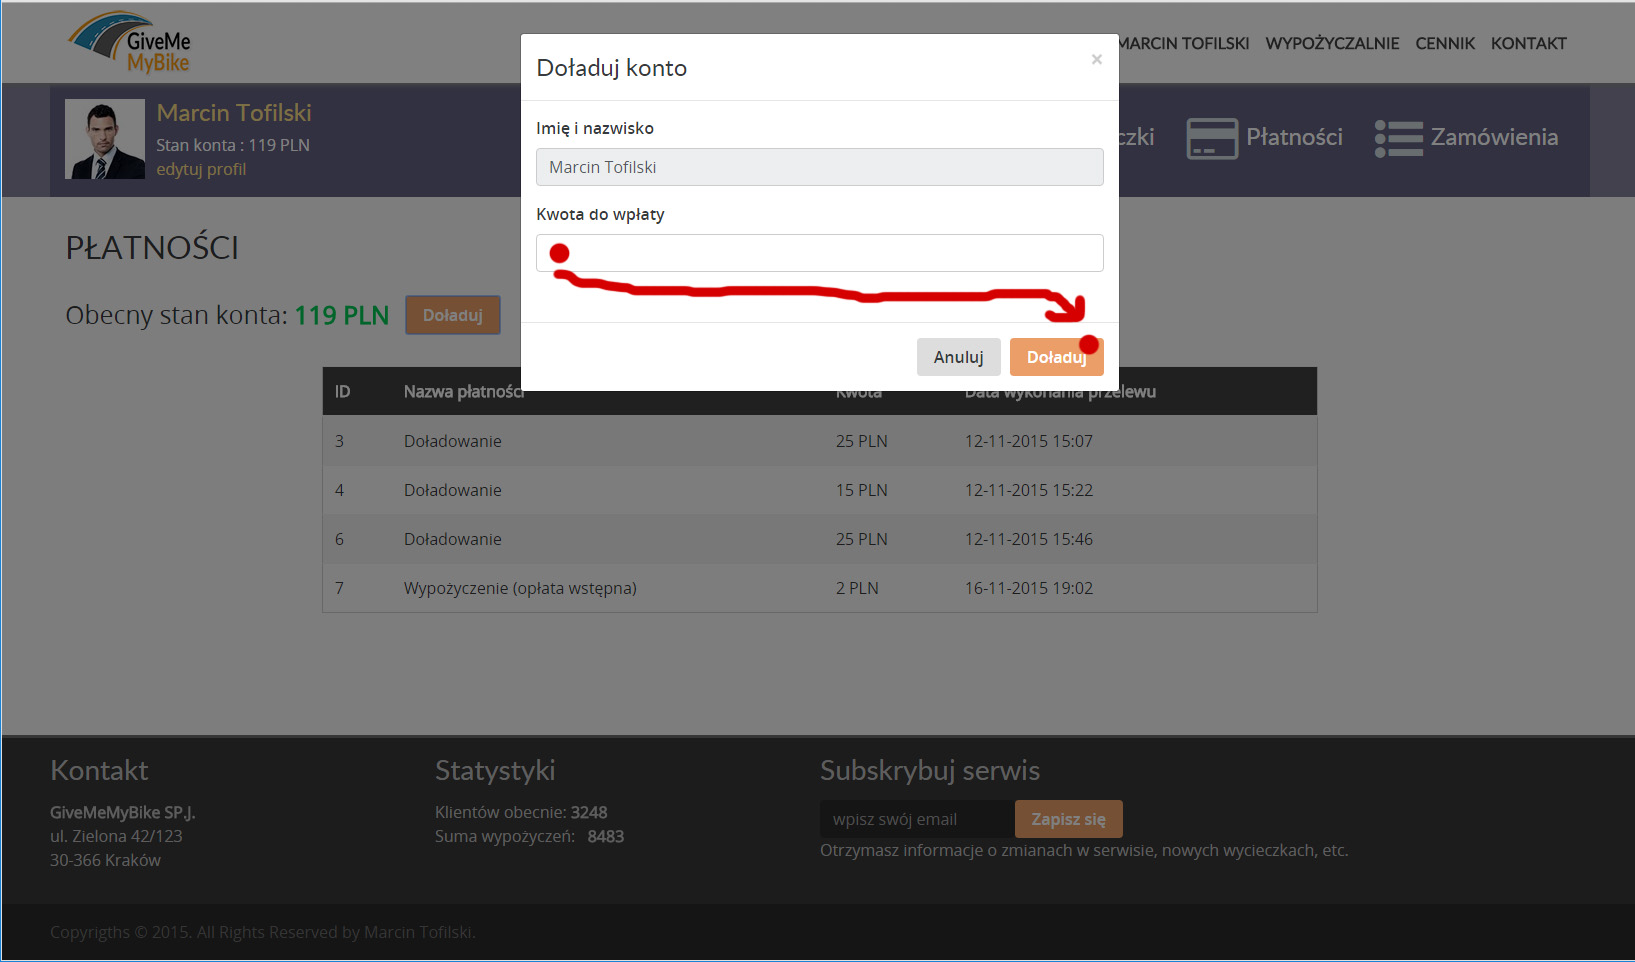 GiveMe
MyBike
MARCIN TOFILSKI WYPOŻYCZALNIE CENNIK KONTAKT
Marcin Tofilski
Stan konta : 119 PLN
edytuj profil
czki Płatności Zamówienia
Doładuj konto
×
Imię i nazwisko
Marcin Tofilski
Kwota do wpłaty
Anuluj Doładuj
PŁATNOŚCI
Obecny stan konta: 119 PLN Doładuj
ID Nazwa płatności Kwota Data wykonania przelewu
3 Doładowanie 25 PLN 12-11-2015 15:07
4 Doładowanie 15 PLN 12-11-2015 15:22
6 Doładowanie 25 PLN 12-11-2015 15:46
7 Wypożyczenie (opłata wstępna) 2 PLN 16-11-2015 19:02
Kontakt
GiveMeMyBike SP.J.
ul. Zielona 42/123
30-366 Kraków
Statystyki
Klientów obecnie: 3248
Suma wypożyczeń: 8483
Subskrybuj serwis
wpisz swój email Zapisz się
Otrzymasz informacje o zmianach w serwisie, nowych wycieczkach, etc.
Copyrigths © 2015. All Rights Reserved by Marcin Tofilski.